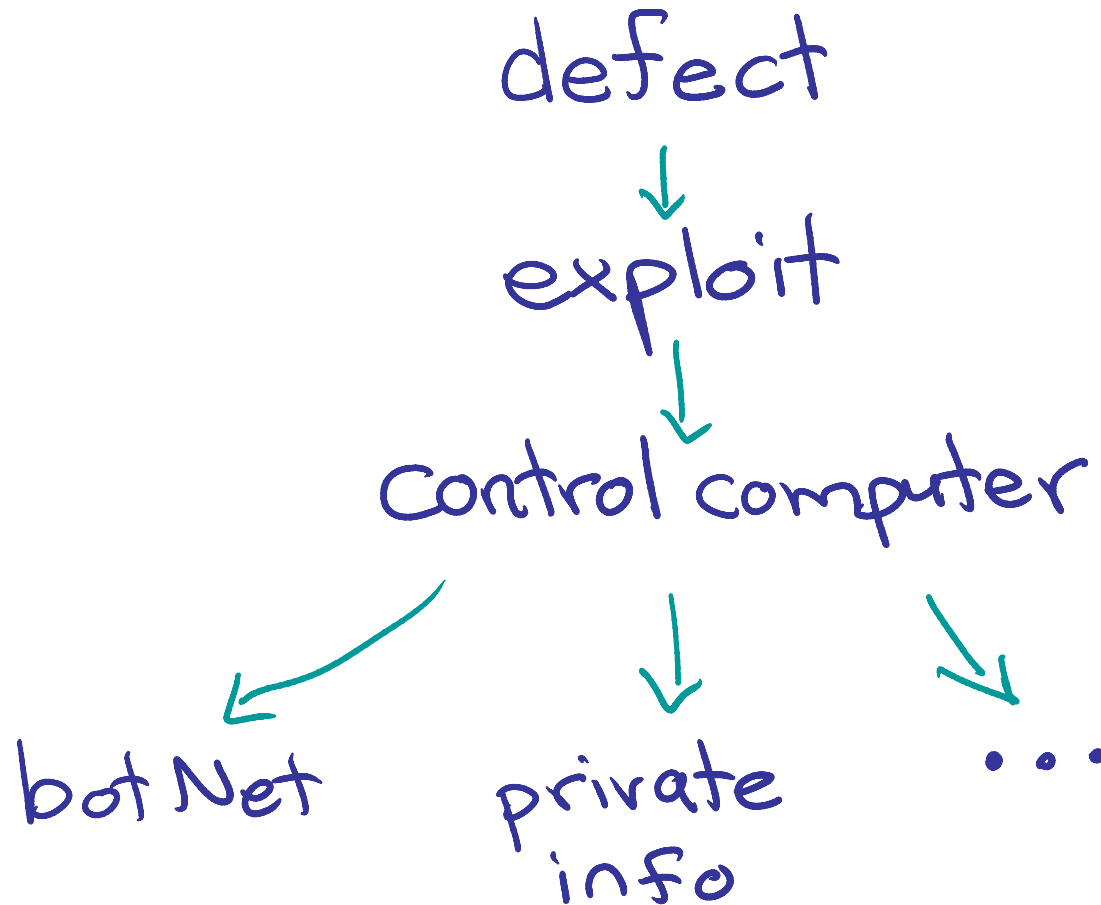 defect
exploit
Control computer
botNet
private
info
...